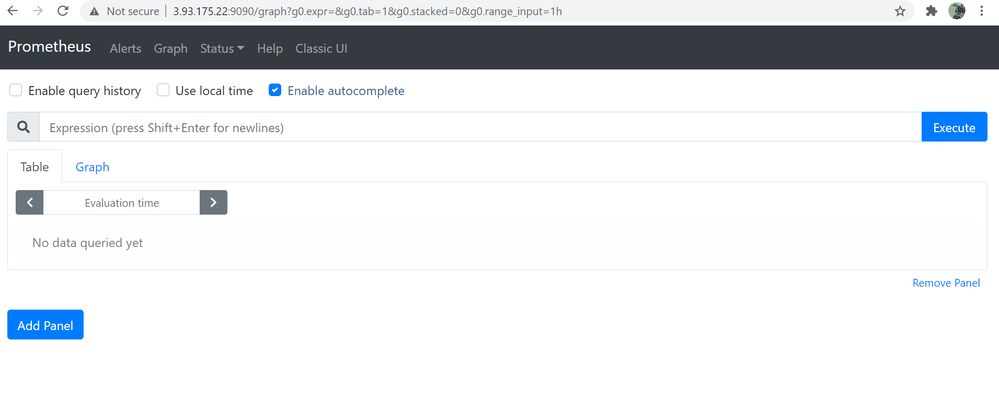 Not secure | 3.93.175.22:9090/graph?g0.expr=&g0.tab=1&g0.stacked=0&g0.range_input=1h
Prometheus Alerts Graph Status Help Classic UI
Enable query history Use local time Enable autocomplete
Expression (press Shift+Enter for newlines) Execute
Table Graph
Evaluation time
No data queried yet
Remove Panel
Add Panel